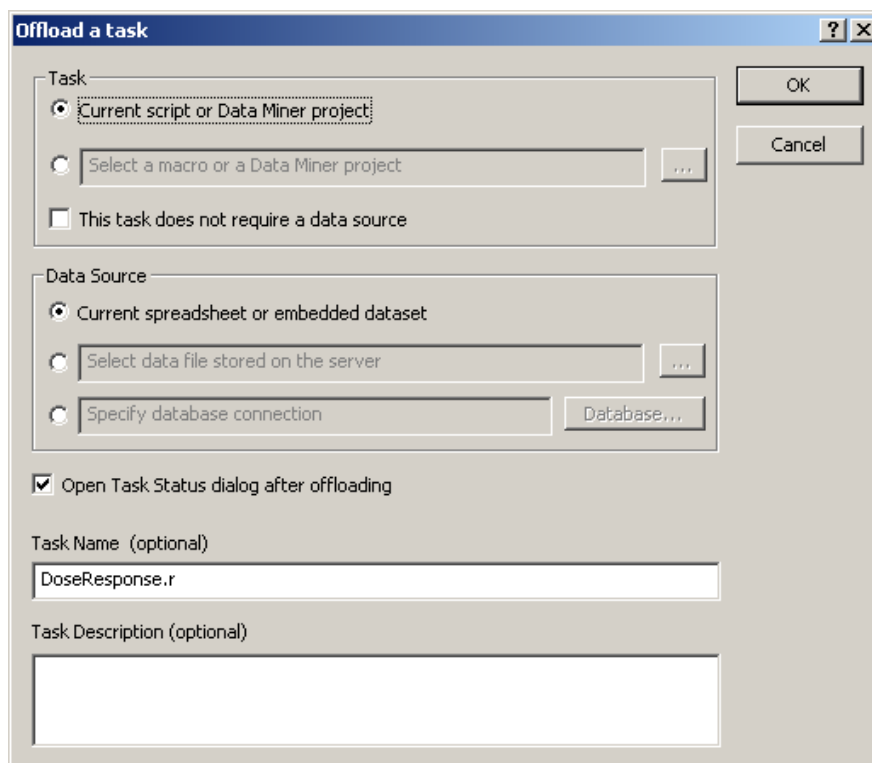 Offload a task
Task
OK
Current script or Data Miner project
Select a macro or a Data Miner project
...
Cancel
This task does not require a data source
Data Source
Current spreadsheet or embedded dataset
Select data file stored on the server
...
Specify database connection
Database...
Open Task Status dialog after offloading
Task Name (optional)
DoseResponse.r
Task Description (optional)